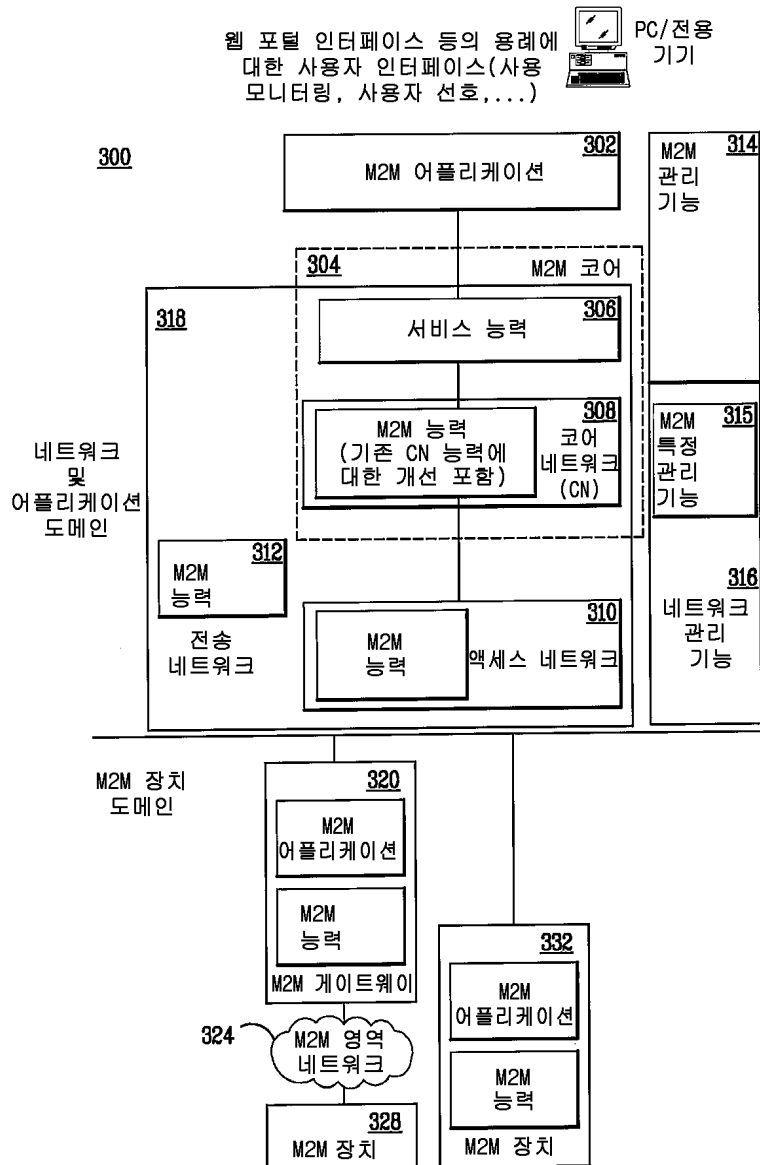 웹 포털 인터페이스 등의 용례에
대한 사용자 인터페이스(사용
모니터링, 사용자 선호,...)
PC/전용
기기
300
302
M2M 어플리케이션
314
M2M
관리
기능
304
M2M 코어
318
306
서비스 능력
308
M2M 능력
(기존 CN 능력에
대한 개선 포함)
코어
네트워크
(CN)
315
M2M
특정
관리
기능
네트워크
및
어플리케이션
도메인
312
M2M
능력
전송
네트워크
310
M2M
능력
액세스 네트워크
316
네트워크
관리
기능
M2M 장치
도메인
320
M2M
어플리케이션
M2M
능력
M2M 게이트웨이
332
M2M
어플리케이션
M2M
능력
M2M 장치
324
M2M 영역
네트워크
328
M2M 장치